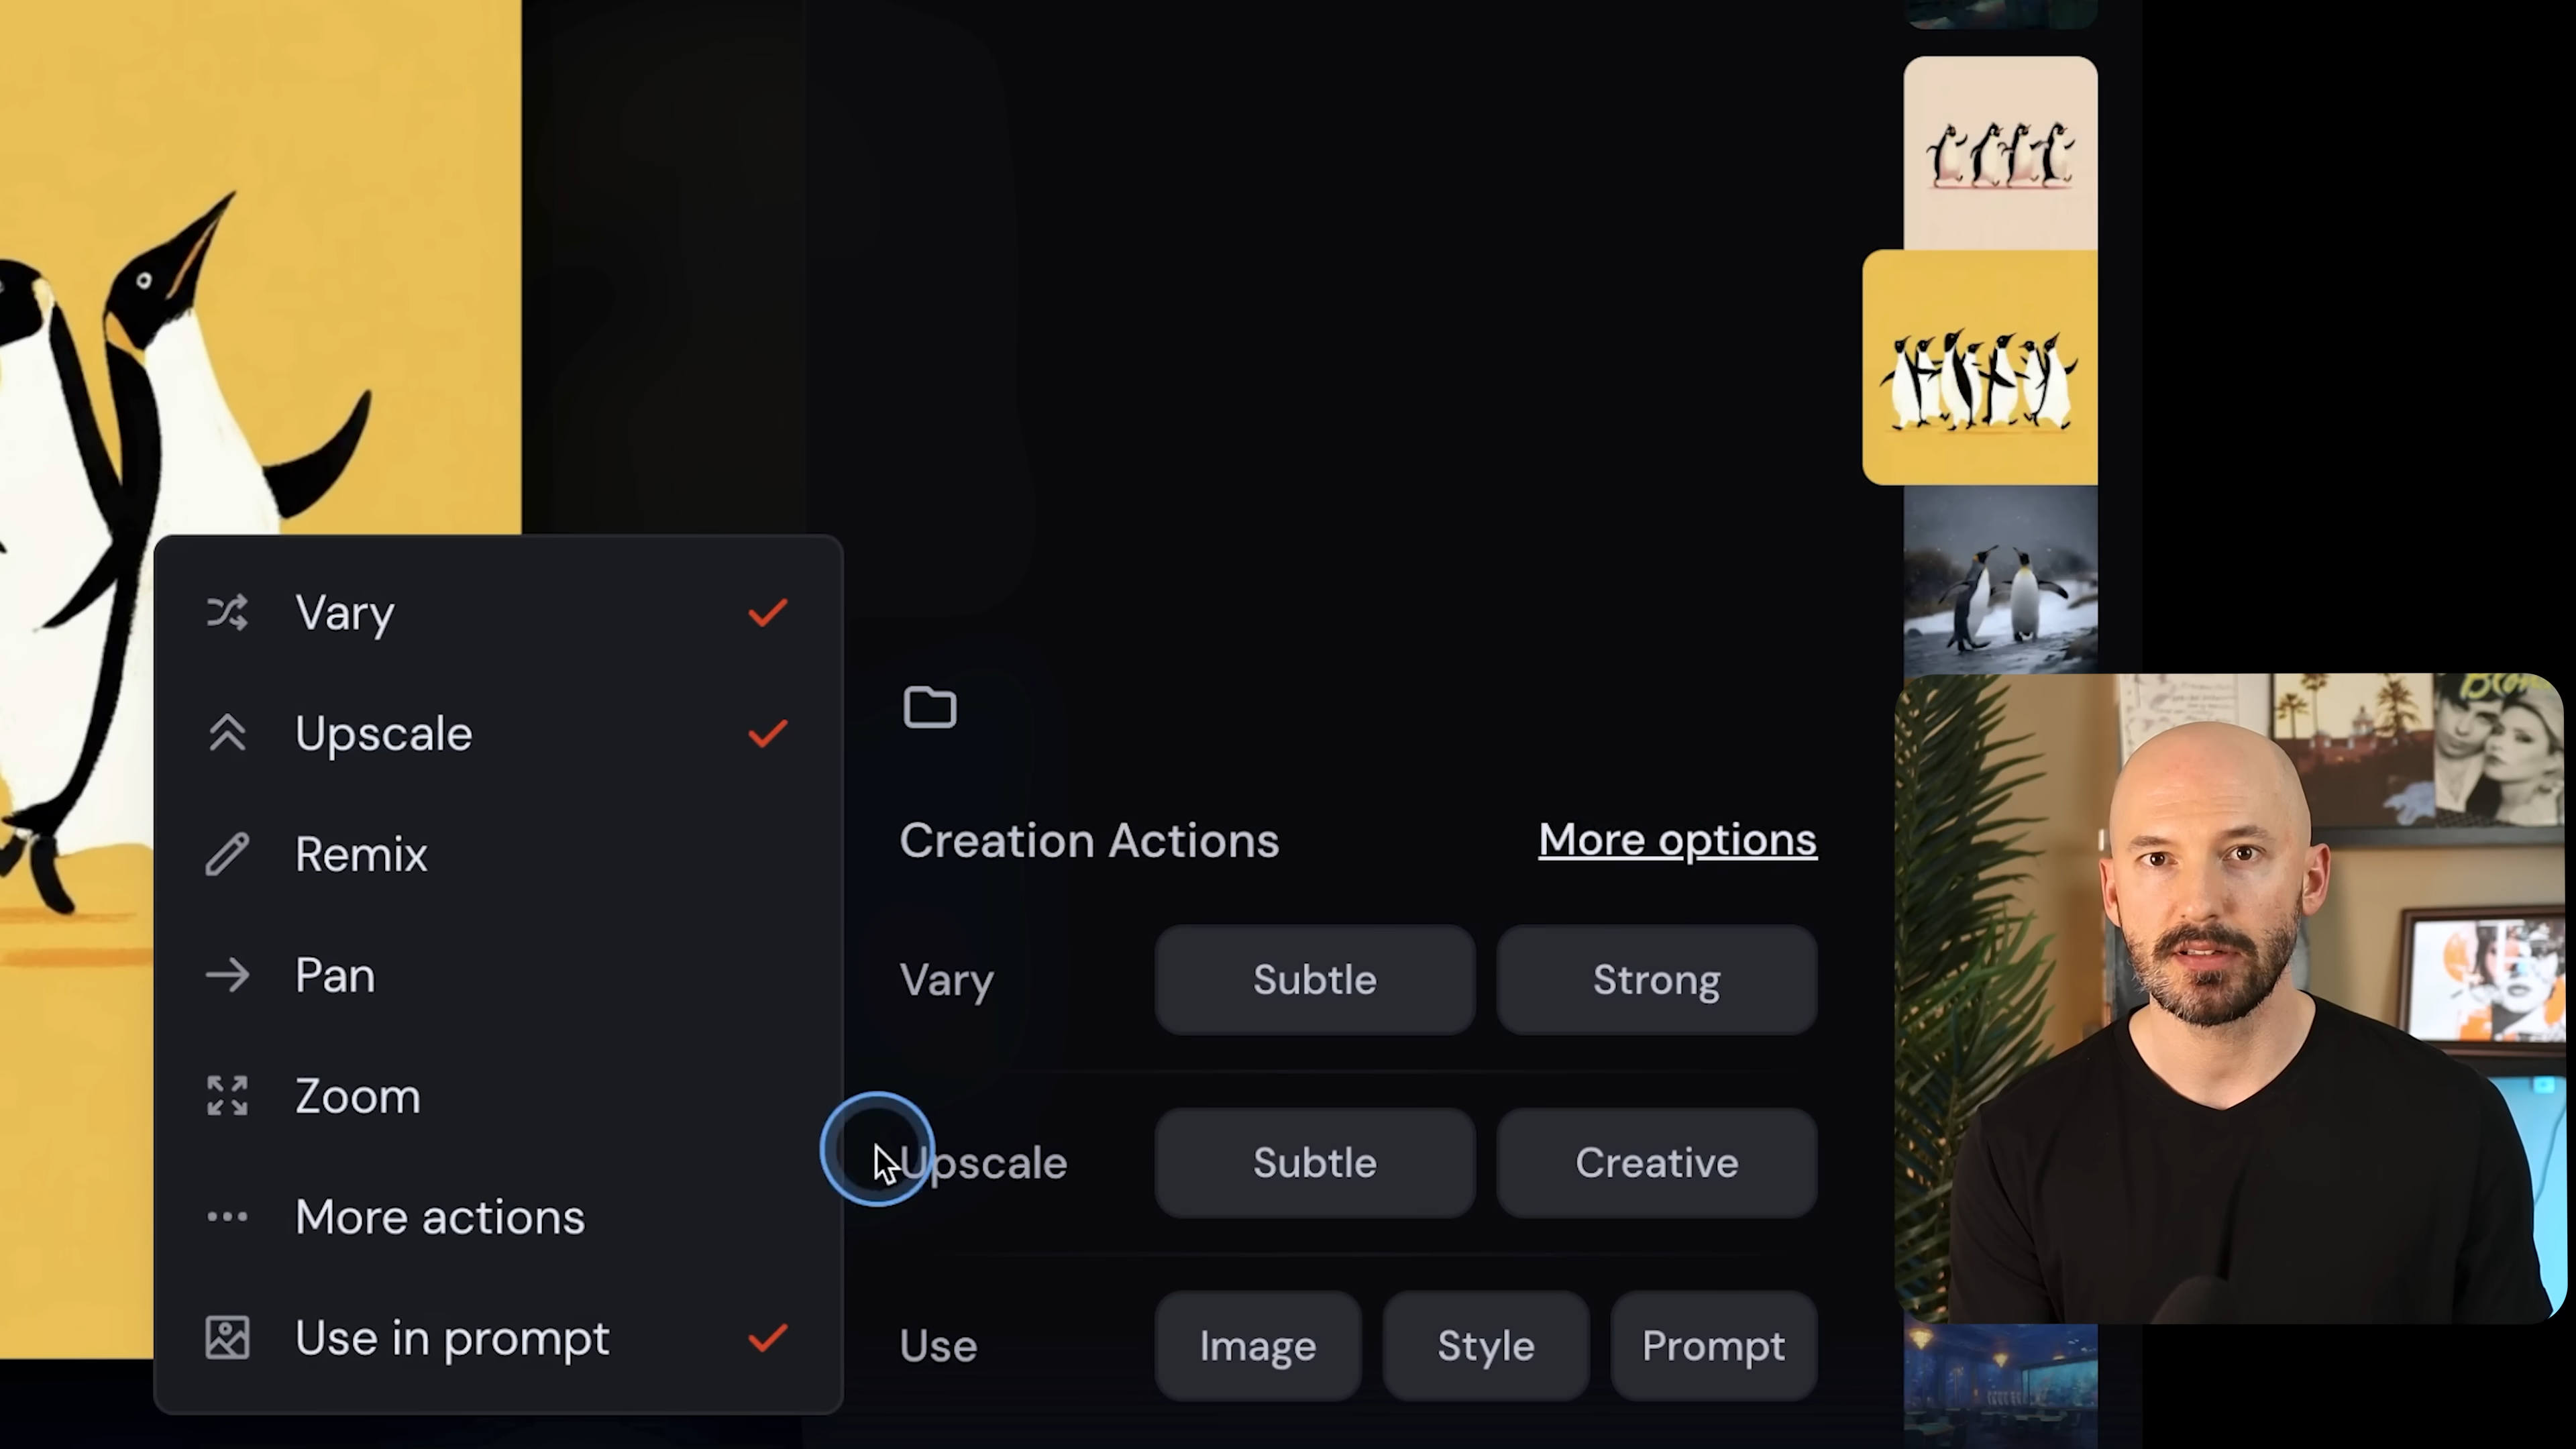 Vary
Upscale
Remix
Pan
Zoom
More actions
Use in prompt
Creation Actions
More options
Vary
Subtle
Strong
Upscale
Subtle
Creative
Use
Image
Style
Prompt